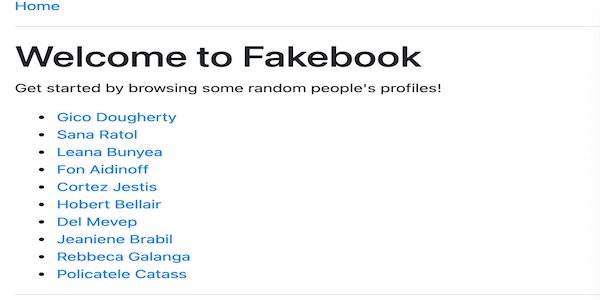 Home
Welcome to Fakebook
Get started by browsing some random people's profiles!
Gico Dougherty
Sana Ratol
Leana Bunyea
Fon Aidinoff
Cortez Jestis
Hobert Bellair
Del Mevep
Jeaniene Brabil
Rebbeca Galanga
Policatele Catass